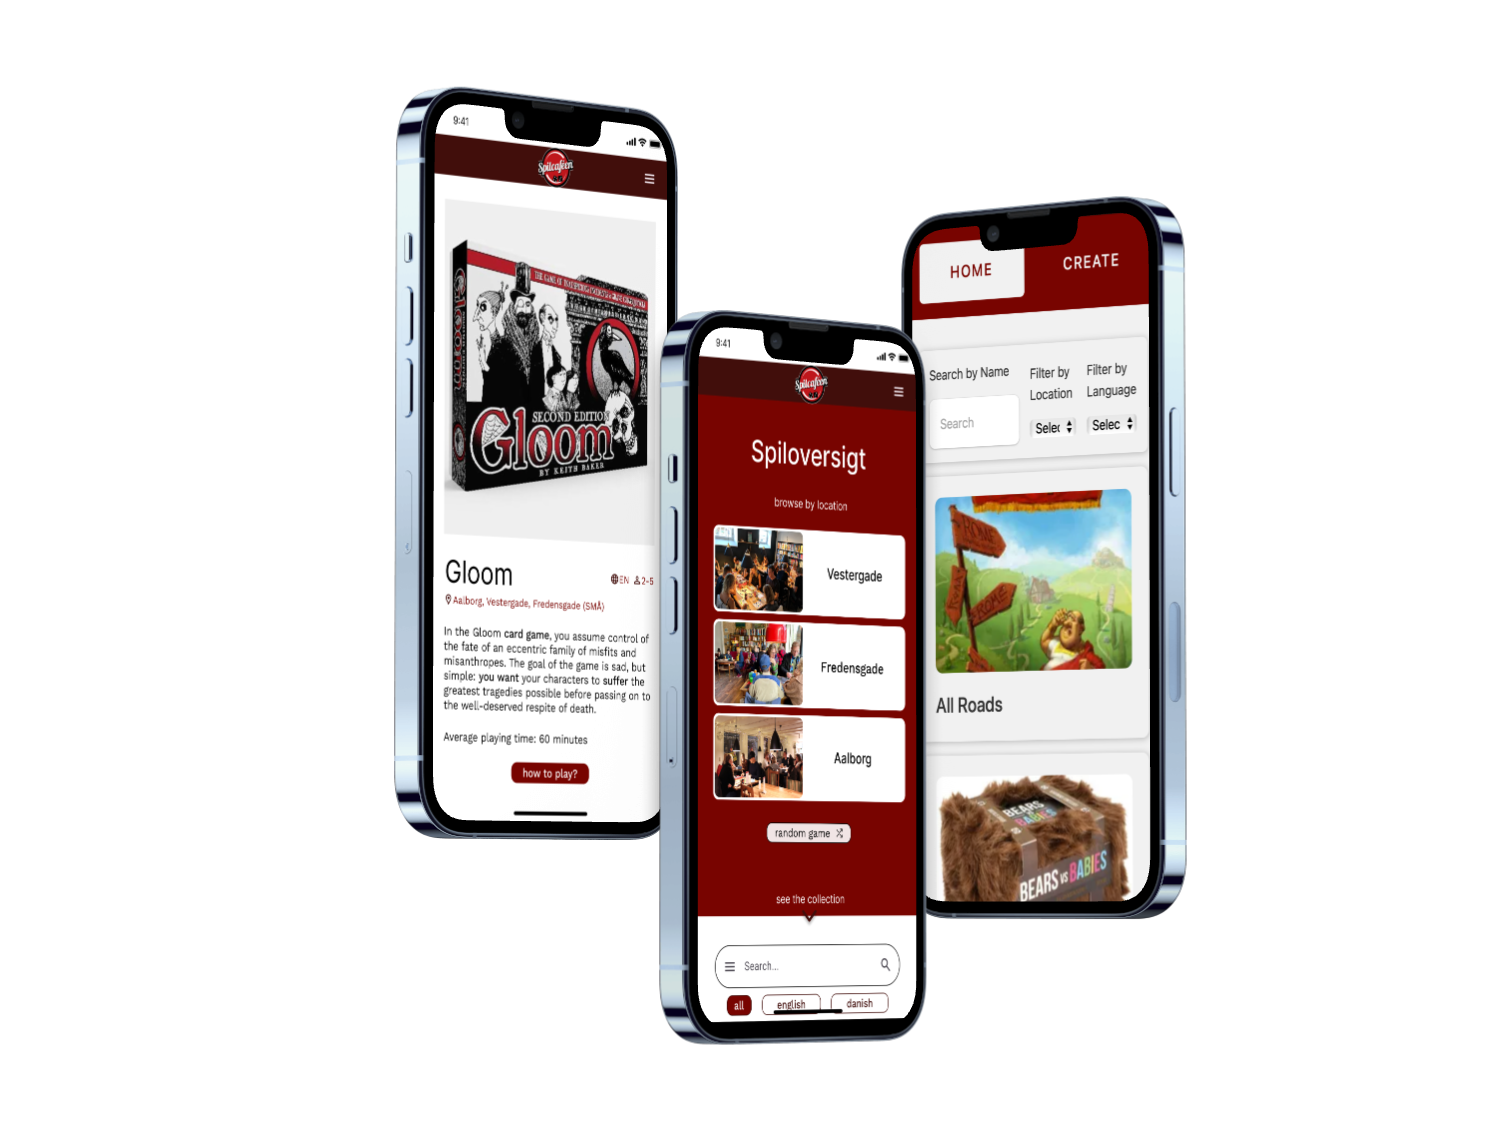 9:41
Spilcafeen
THE GAME OF
SECOND EDITION
Gloom
BY KEITH BAKER
Gloom
Gloom
EN 2-5
Aalborg, Vestergade, Fredensgade (SMÅ)
In the Gloom card game, you assume control of
the fate of an eccentric family of misfits and
misanthropes. The goal of the game is sad, but
simple: you want your characters to suffer the
greatest tragedies possible before passing on to
the well-deserved respite of death.
Average playing time: 60 minutes
how to play?
9:41
Spilcafeen
Spiloversigt
browse by location
Vestergade
Fredensgade
Aalborg
random game
see the collection
Search...
all english danish
HOME CREATE
Search by Name
Search
Filter by
Location
Selec
Filter by
Language
Selec
HOME
ROME
All Roads
BEARS
vs
BABIES
BEARS vs BABIES